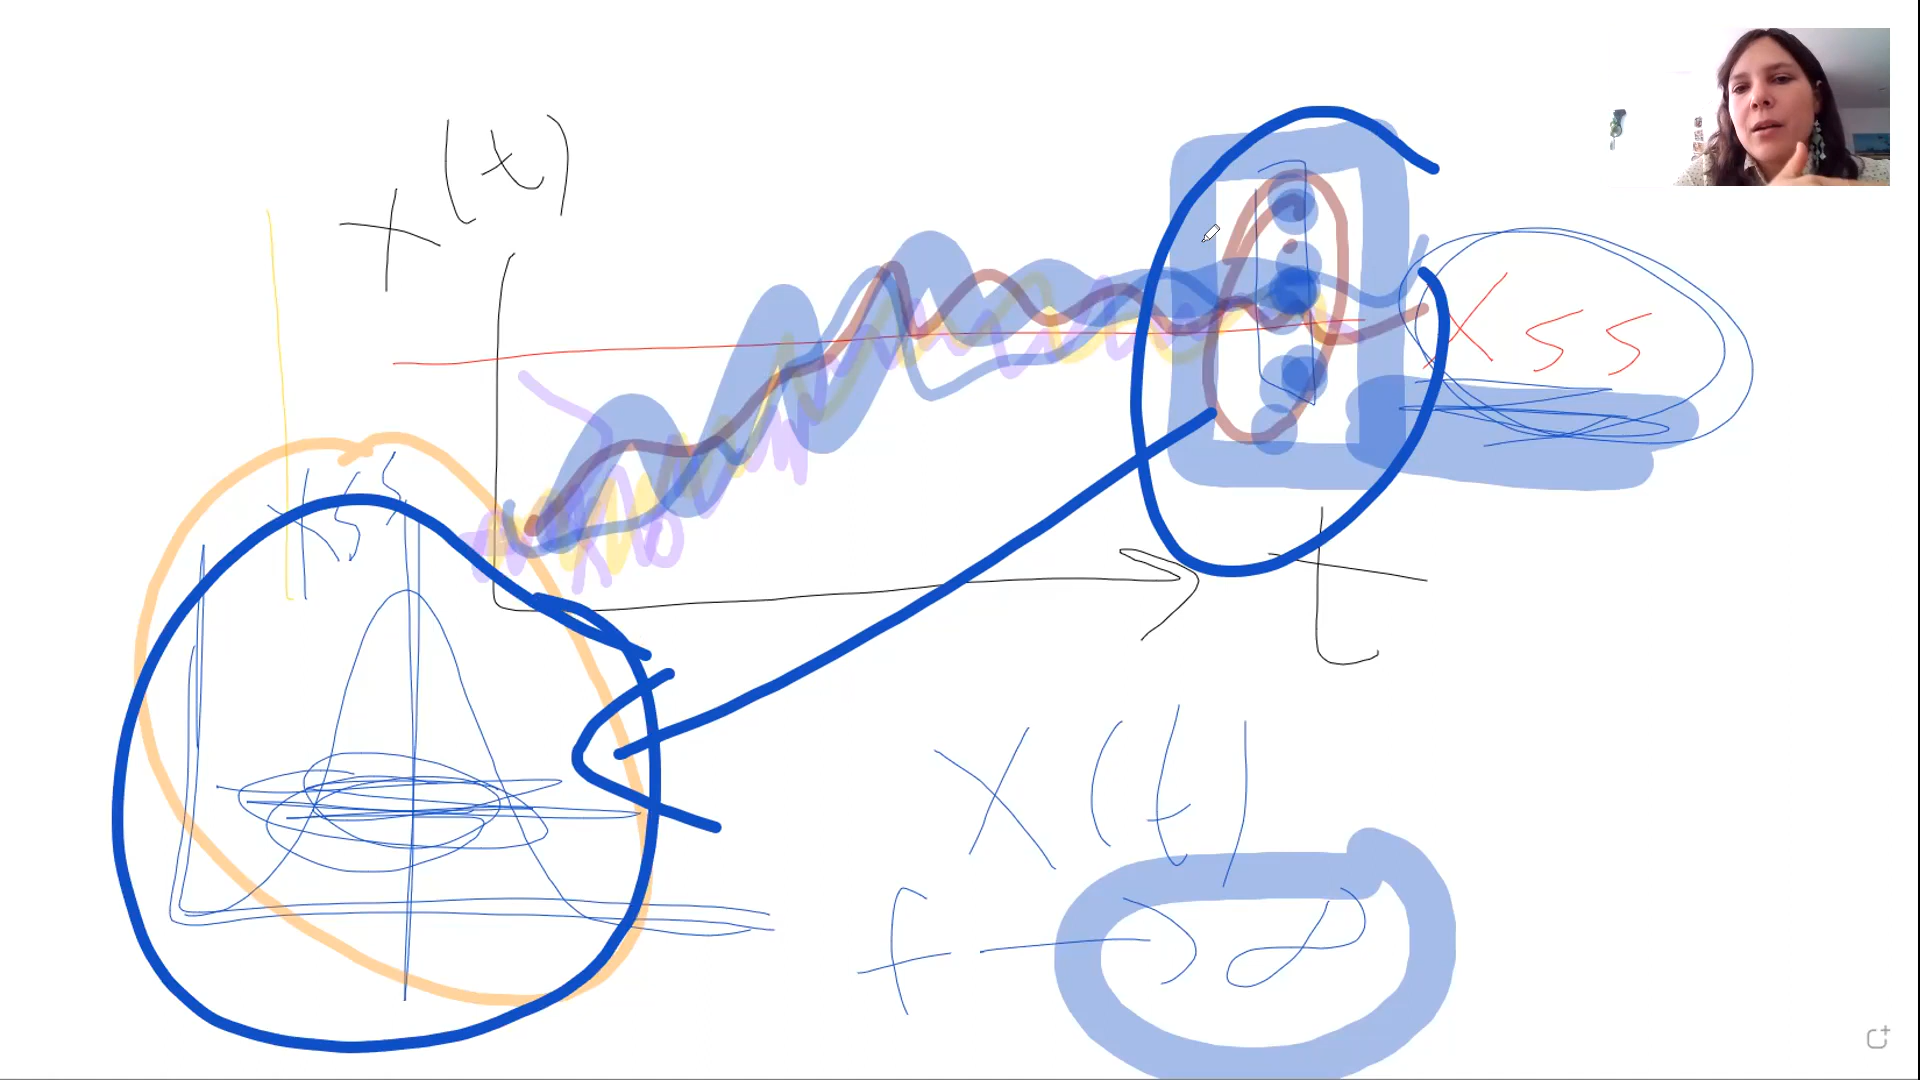 x(t)
xss
xss
t
x(t)
t → ∞